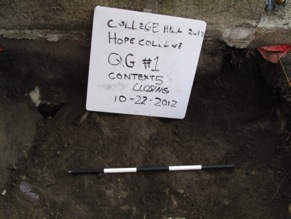 COLLEGE HILL 2012
HOPE COLLEGE
QG #1
CONTEXT 5
CLOSING
10-22-2012